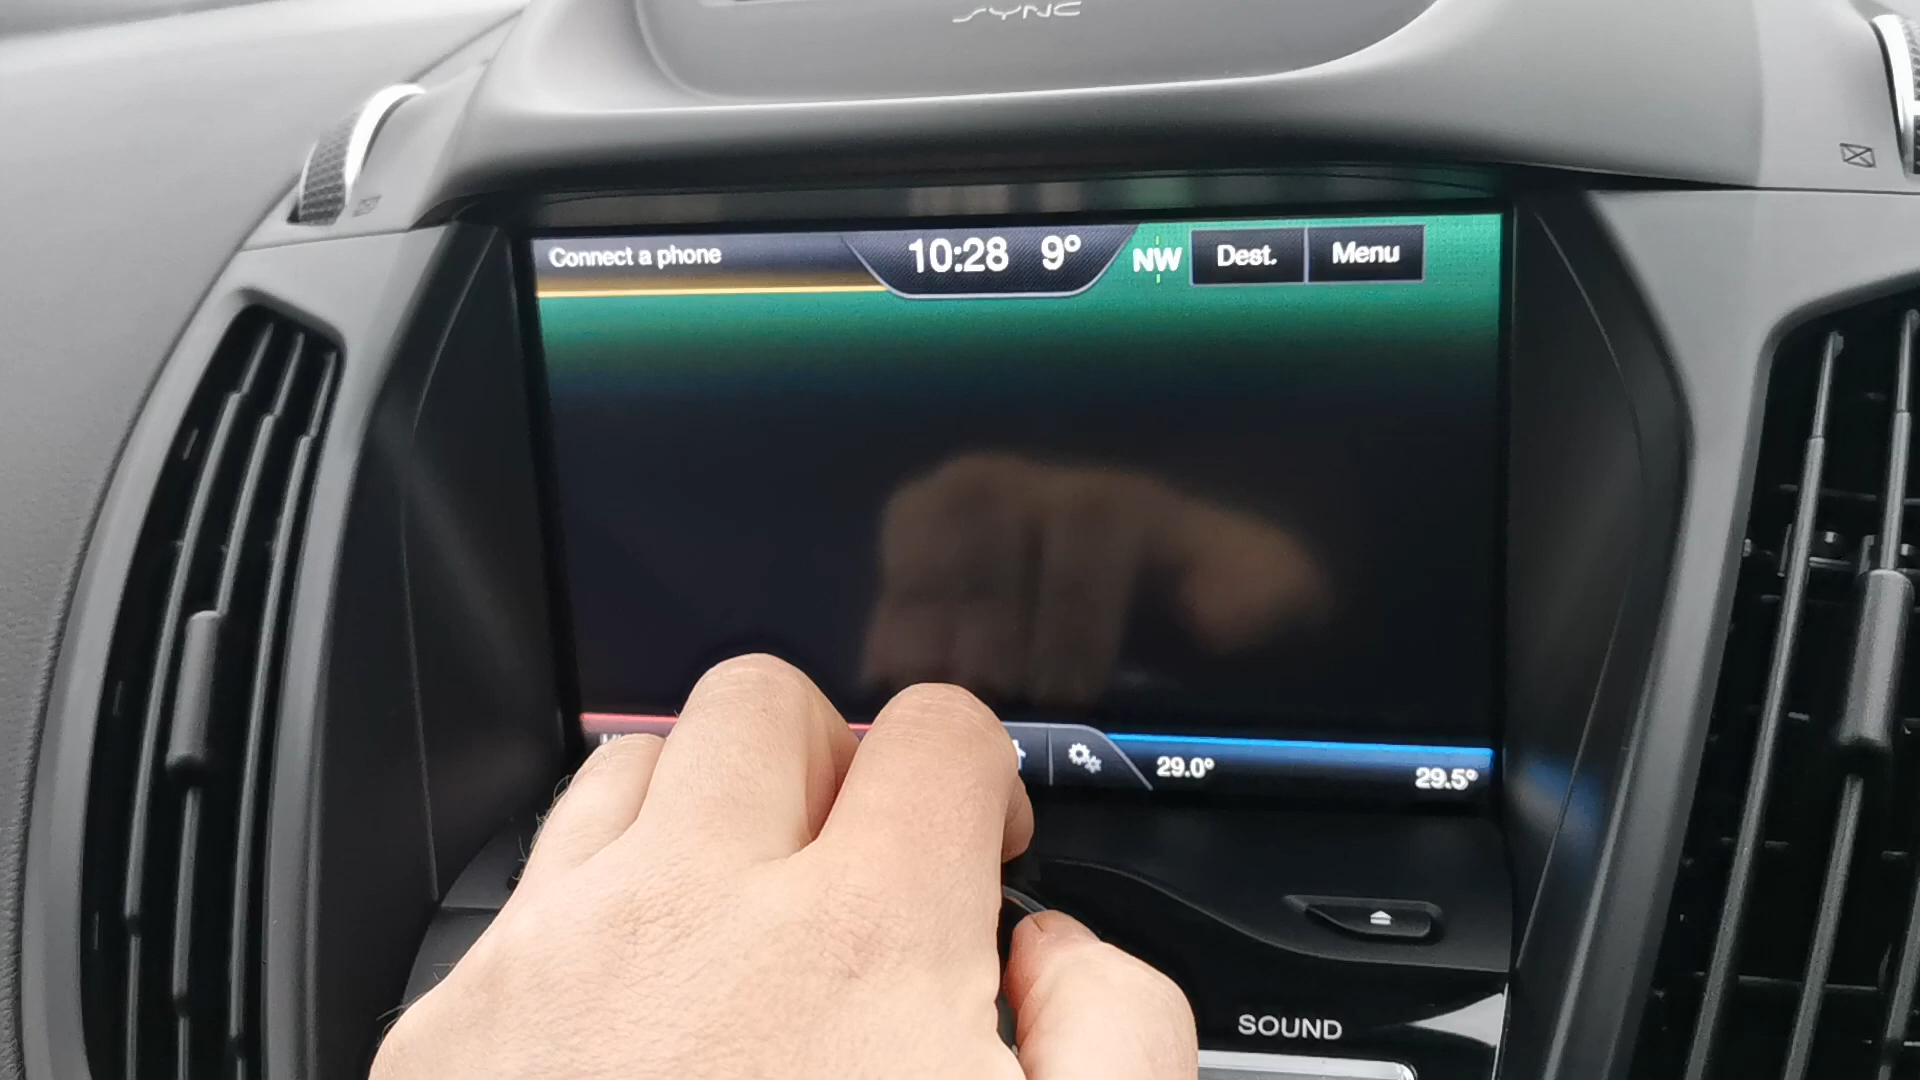 SYNC
Connect a phone
10:28 9°
NW
Dest.
Menu
29.0°
29.5°
SOUND